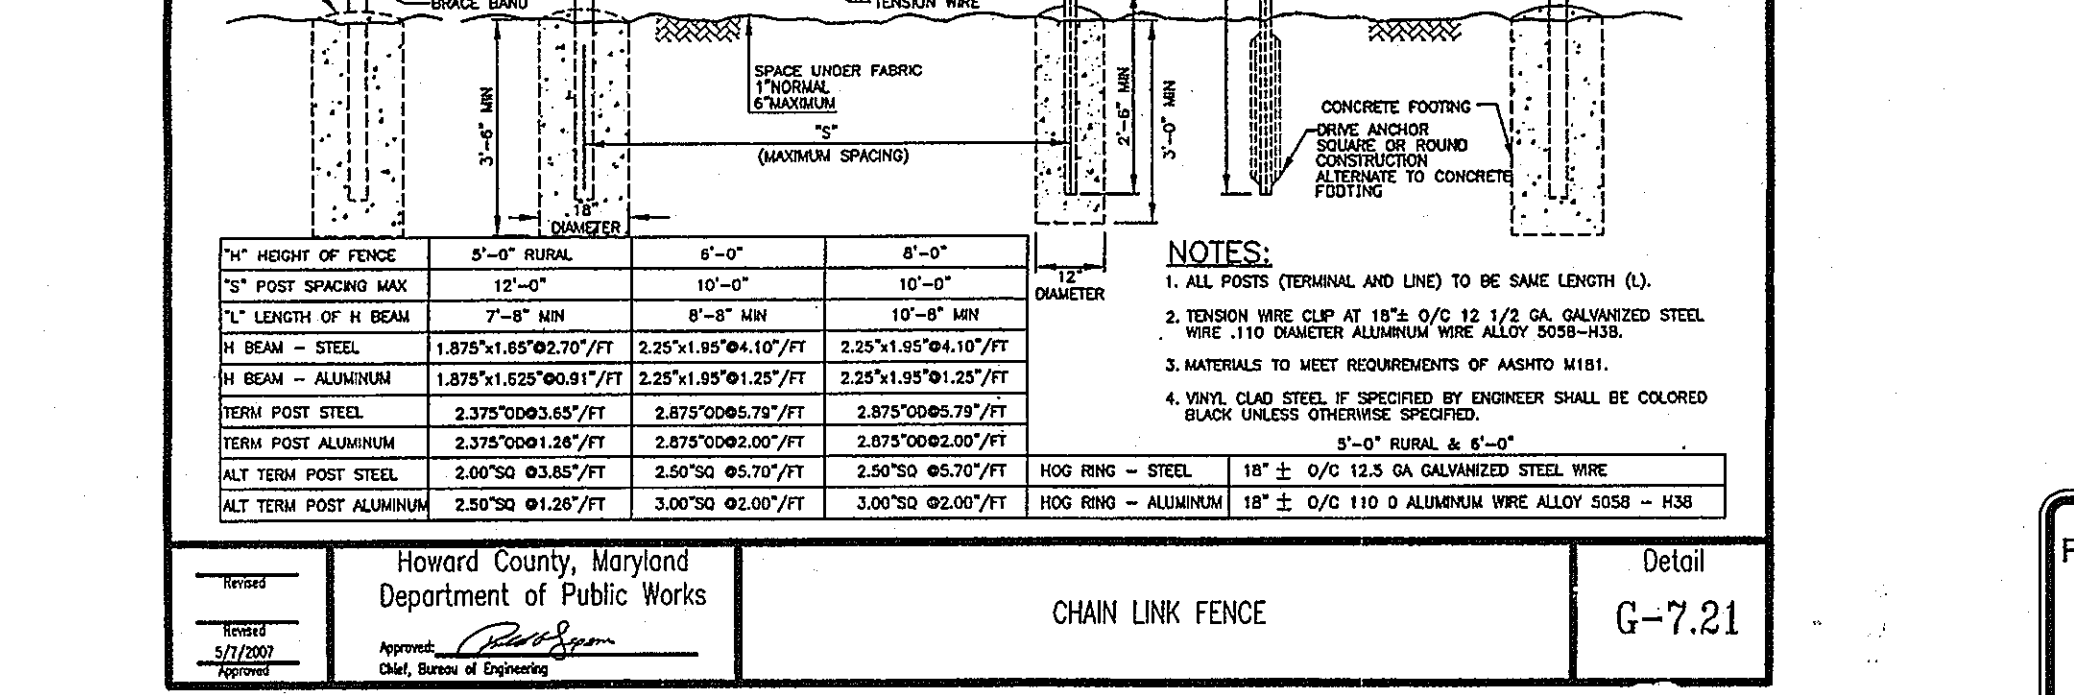 BRACE BAND
TENSION WIRE
SPACE UNDER FABRIC
1"NORMAL
6"MAXIMUM
3'-6" MIN
"S"
(MAXIMUM SPACING)
2'-6" MIN
3'-0" MIN
CONCRETE FOOTING
DRIVE ANCHOR
SQUARE OR ROUND
CONSTRUCTION
ALTERNATE TO CONCRETE
FOOTING
18"
DIAMETER
12"
DIAMETER
"H" HEIGHT OF FENCE 5'-0" RURAL 6'-0" 8'-0"
"S" POST SPACING MAX 12'-0" 10'-0" 10'-0"
"L" LENGTH OF H BEAM 7'-8" MIN 8'-8" MIN 10'-8" MIN
H BEAM - STEEL 1.875"x1.65"@2.70"/FT 2.25"x1.95"@4.10"/FT 2.25"x1.95"@4.10"/FT
H BEAM - ALUMINUM 1.875"x1.625"@0.91"/FT 2.25"x1.95"@1.25"/FT 2.25"x1.95"@1.25"/FT
TERM POST STEEL 2.375"OD@3.65"/FT 2.875"OD@5.79"/FT 2.875"OD@5.79"/FT
TERM POST ALUMINUM 2.375"OD@1.26"/FT 2.875"OD@2.00"/FT 2.875"OD@2.00"/FT
ALT TERM POST STEEL 2.00"SQ @3.85"/FT 2.50"SQ @5.70"/FT 2.50"SQ @5.70"/FT
ALT TERM POST ALUMINUM 2.50"SQ @1.26"/FT 3.00"SQ @2.00"/FT 3.00"SQ @2.00"/FT
NOTES:
1. ALL POSTS (TERMINAL AND LINE) TO BE SAME LENGTH (L).
2. TENSION WIRE CLIP AT 18"± O/C 12 1/2 GA. GALVANIZED STEEL
WIRE .110 DIAMETER ALUMINUM WIRE ALLOY 5058-H38.
3. MATERIALS TO MEET REQUIREMENTS OF AASHTO M181.
4. VINYL CLAD STEEL IF SPECIFIED BY ENGINEER SHALL BE COLORED
BLACK UNLESS OTHERWISE SPECIFIED.
5'-0" RURAL & 6'-0"
HOG RING - STEEL 18" ± O/C 12.5 GA GALVANIZED STEEL WIRE
HOG RING - ALUMINUM 18" ± O/C 110 D ALUMINUM WIRE ALLOY 5058 - H38
Revised
Revised
5/7/2007
Approved
Howard County, Maryland
Department of Public Works
Approved:
Chief, Bureau of Engineering
CHAIN LINK FENCE
Detail
G-7.21